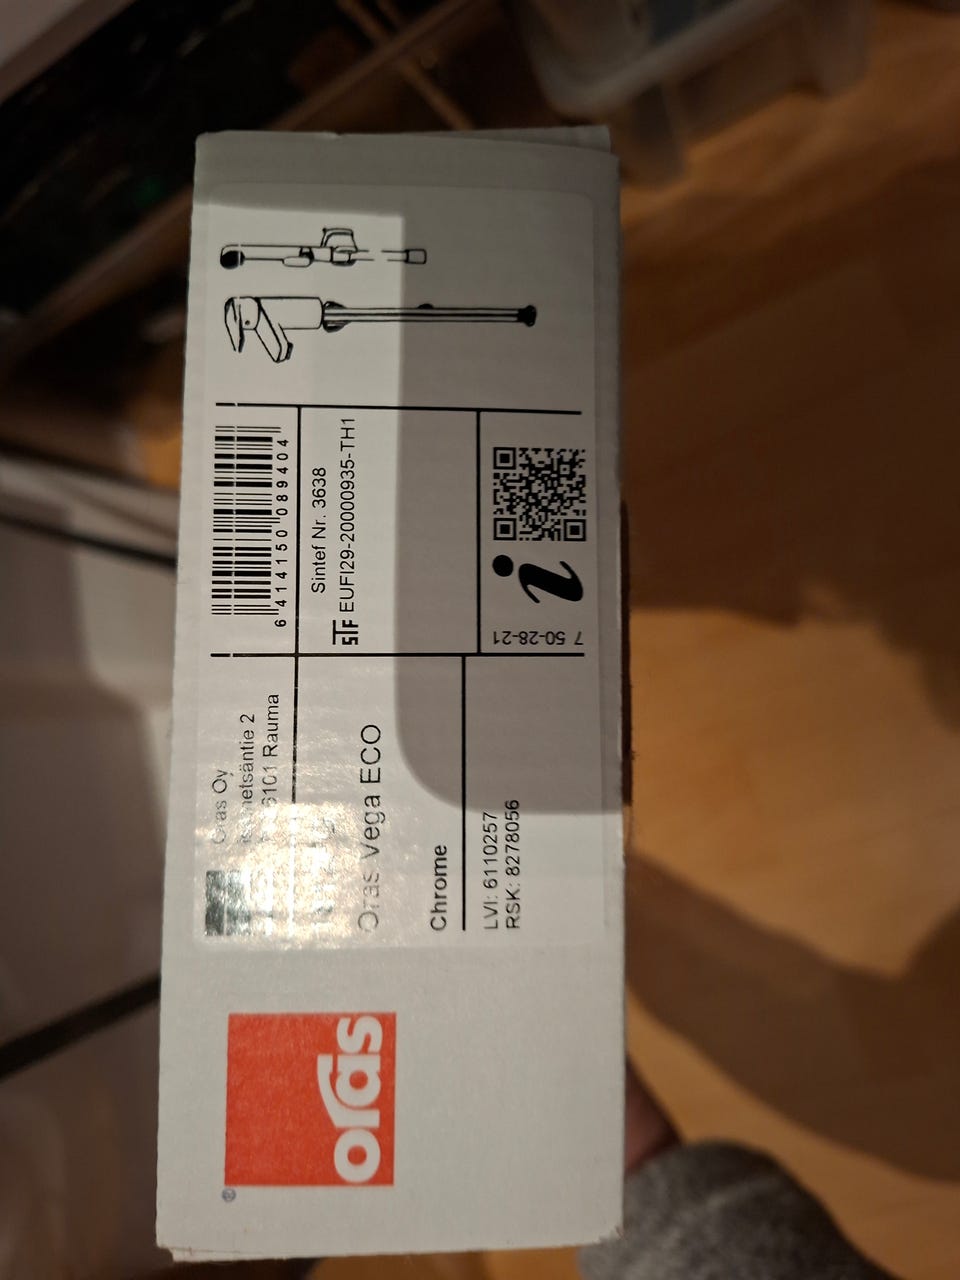 oras
®
Oras Oy
6101 Rauma
Oras Vega ECO
Chrome
LVI: 6110257
RSK: 8278056
6 414150 089404
Sintef Nr. 3638
STF EUFI29-20000935-TH1
i
7 50-28-21